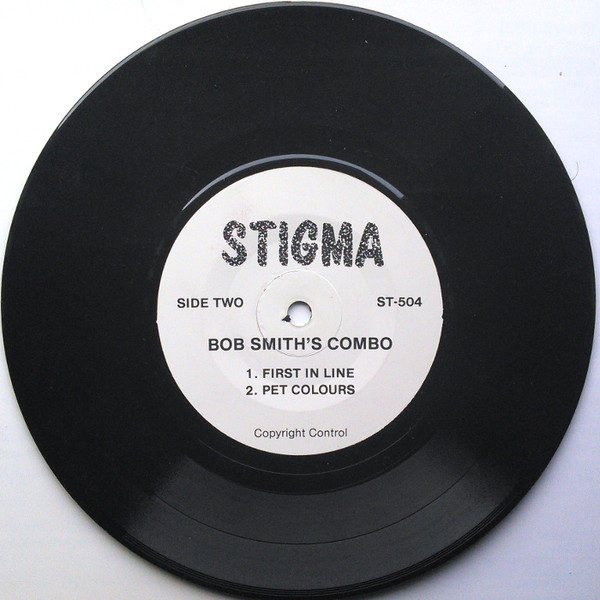 STIGMA
SIDE TWO ST-504
BOB SMITH'S COMBO
1. FIRST IN LINE
2. PET COLOURS
Copyright Control